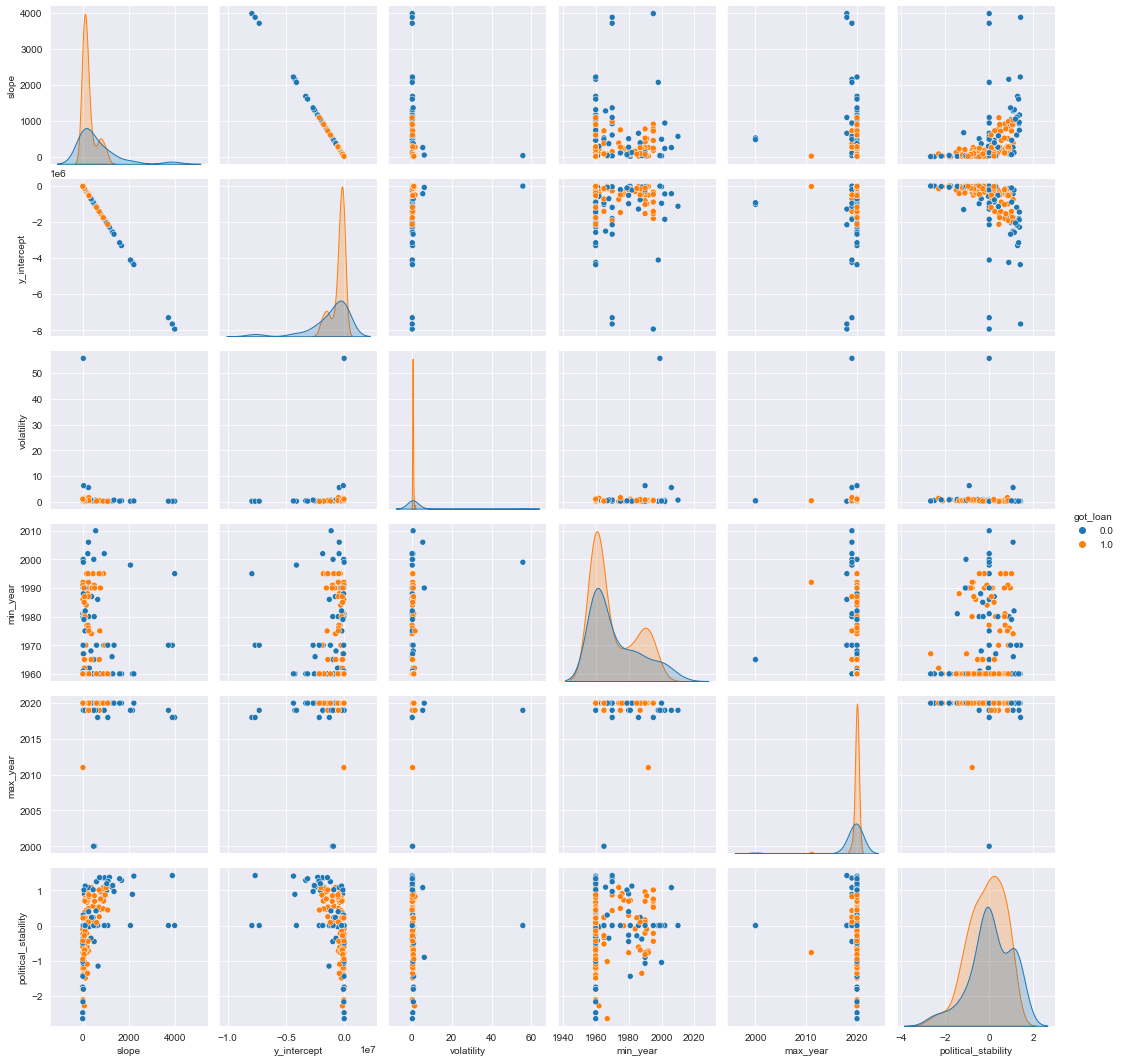 4000
3000
2000
1000
0
slope
1e6
0
−2
−4
−6
−8
y_intercept
50
40
30
20
10
0
volatility
2010
2000
1990
1980
1970
1960
min_year
got_loan
0.0
1.0
2020
2015
2010
2005
2000
max_year
1
0
−1
−2
political_stability
0 2000 4000
−1.0 −0.5 0.0
0 20 40 60
1940 1960 1980 2000 2020
2000 2010 2020
−4 −2 0 2
1e7
slope y_intercept volatility min_year max_year political_stability